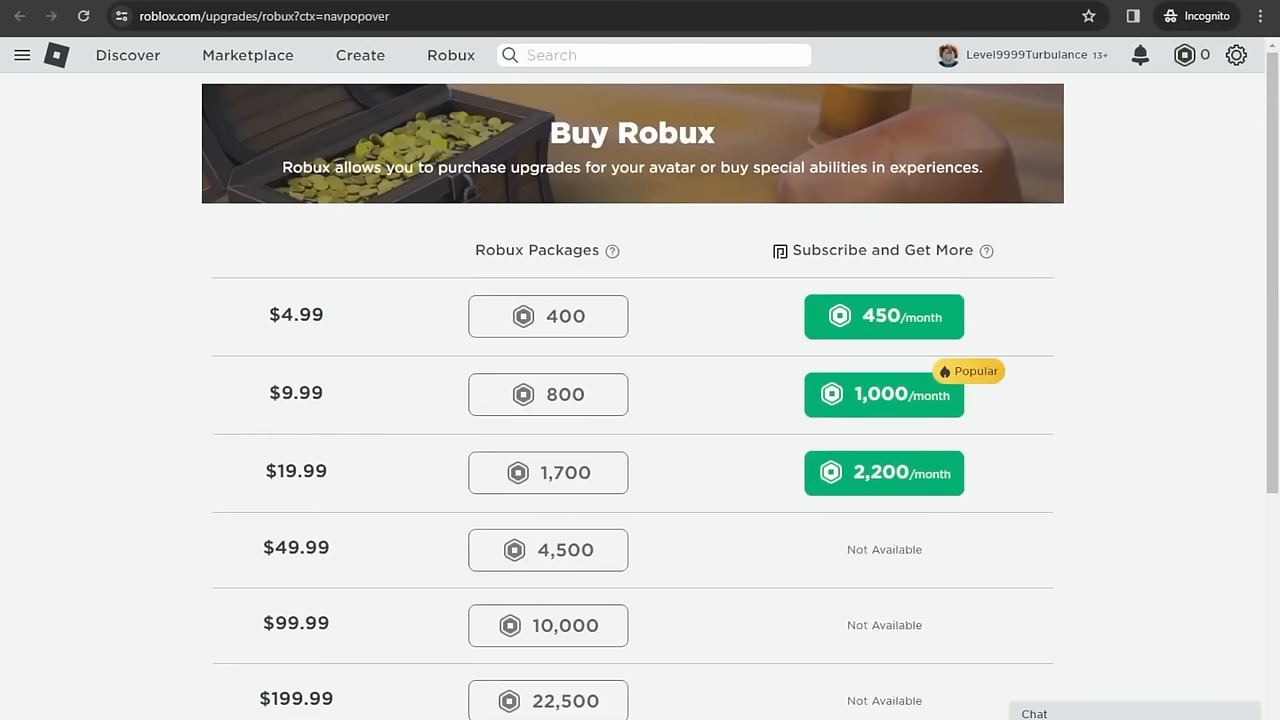 roblox.com/upgrades/robux?ctx=navpopover
Incognito
Discover
Marketplace
Create
Robux
Search
Level9999Turbulance 13+
0
Buy Robux
Robux allows you to purchase upgrades for your avatar or buy special abilities in experiences.
Robux Packages
Subscribe and Get More
$4.99 400 450/month
Popular
$9.99 800 1,000/month
$19.99 1,700 2,200/month
$49.99 4,500 Not Available
$99.99 10,000 Not Available
$199.99 22,500 Not Available
Chat